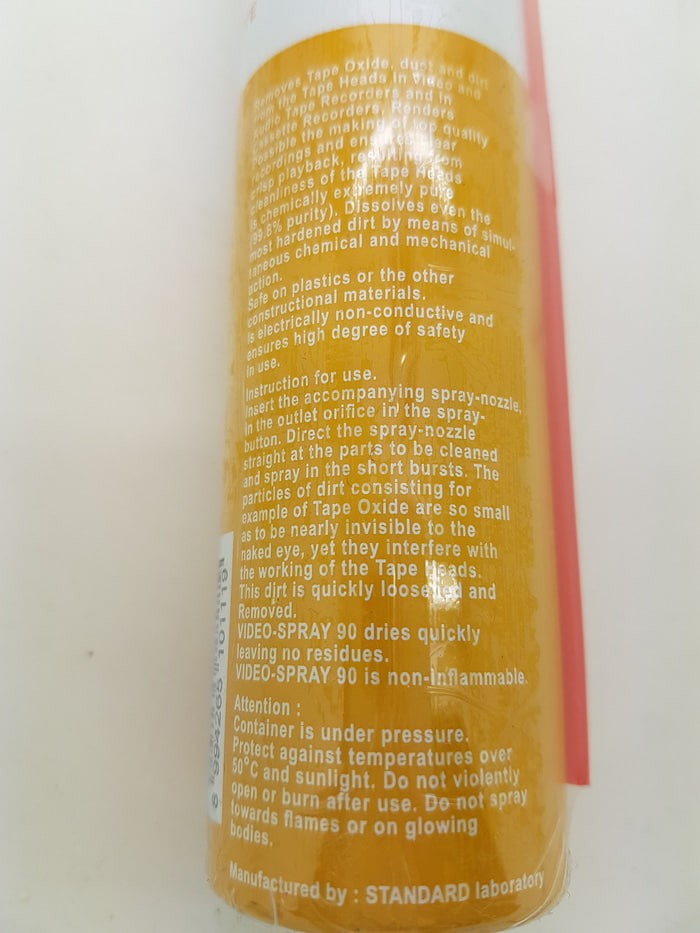 Removes Tape Oxide, dust and dirt
from the Tape Heads in Video and
audio Tape Recorders and in
Cassette Recorders, Renders
Possible the making of top quality
recordings and ensures clear
crisp playback, resulting from
cleanliness of the Tape Heads
is chemically extremely pure
(99.8% purity). Dissolves even the
most hardened dirt by means of simul-
taneous chemical and mechanical
action.
Safe on plastics or the other
constructional materials.
Is electrically non-conductive and
ensures high degree of safety
in use.
Instruction for use.
Insert the accompanying spray-nozzle,
In the outlet orifice in the spray-
button. Direct the spray-nozzle
straight at the parts to be cleaned
and spray in the short bursts. The
particles of dirt consisting for
example of Tape Oxide are so small
as to be nearly invisible to the
naked eye, yet they interfere with
the working of the Tape Heads.
This dirt is quickly loosened and
Removed.
VIDEO-SPRAY 90 dries quickly
leaving no residues.
VIDEO-SPRAY 90 is non-Inflammable.
Attention :
Container is under pressure.
Protect against temperatures over
50°C and sunlight. Do not violently
open or burn after use. Do not spray
towards flames or on glowing
bodies.
Manufactured by : STANDARD laboratory